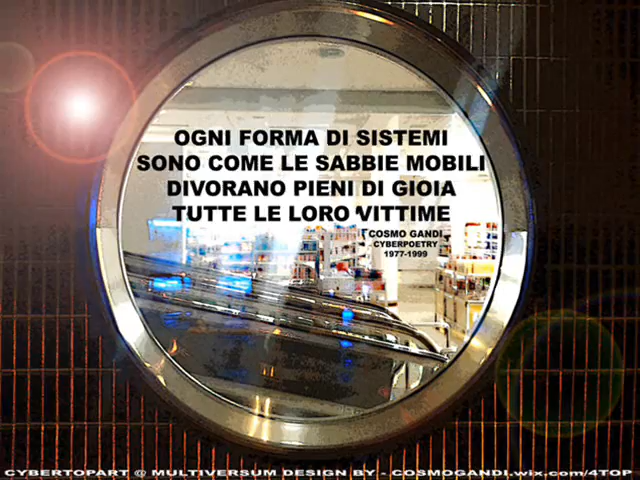 OGNI FORMA DI SISTEMI
SONO COME LE SABBIE MOBILI
DIVORANO PIENI DI GIOIA
TUTTE LE LORO VITTIME
COSMO GANDI
CYBERPOETRY
1977-1999
CYBERTOPART @ MULTIVERSUM DESIGN BY - COSMOGANDI.wix.com/4TOP